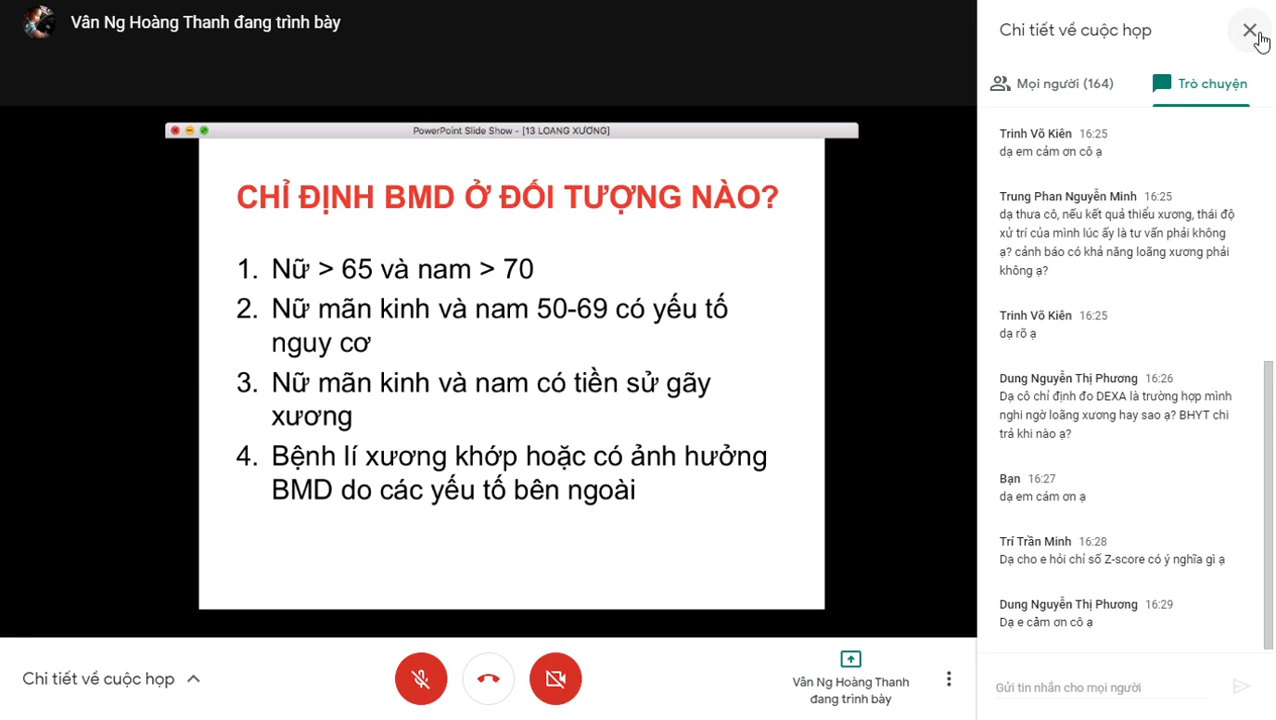 Vân Ng Hoàng Thanh đang trình bày
PowerPoint Slide Show - [13 LOANG XƯƠNG]
CHỈ ĐỊNH BMD Ở ĐỐI TƯỢNG NÀO?
1. Nữ > 65 và nam > 70
2. Nữ mãn kinh và nam 50-69 có yếu tố
nguy cơ
3. Nữ mãn kinh và nam có tiền sử gãy
xương
4. Bệnh lí xương khớp hoặc có ảnh hưởng
BMD do các yếu tố bên ngoài
Chi tiết về cuộc họp
Vân Ng Hoàng Thanh
đang trình bày
Chi tiết về cuộc họp
Mọi người (164)
Trò chuyện
Trinh Võ Kiên 16:25
dạ em cảm ơn cô ạ
Trung Phan Nguyễn Minh 16:25
dạ thưa cô, nếu kết quả thiểu xương, thái độ
xử trí của mình lúc ấy là tư vấn phải không
ạ? cảnh báo có khả năng loãng xương phải
không ạ?
Trinh Võ Kiên 16:25
dạ rõ ạ
Dung Nguyễn Thị Phương 16:26
Dạ cô chỉ định đo DEXA là trường hợp mình
nghi ngờ loãng xương hay sao ạ? BHYT chi
trả khi nào ạ?
Bạn 16:27
dạ em cám ơn ạ
Trí Trần Minh 16:28
Dạ cho e hỏi chỉ số Z-score có ý nghĩa gì ạ
Dung Nguyễn Thị Phương 16:29
Dạ e cảm ơn cô ạ
Gửi tin nhắn cho mọi người